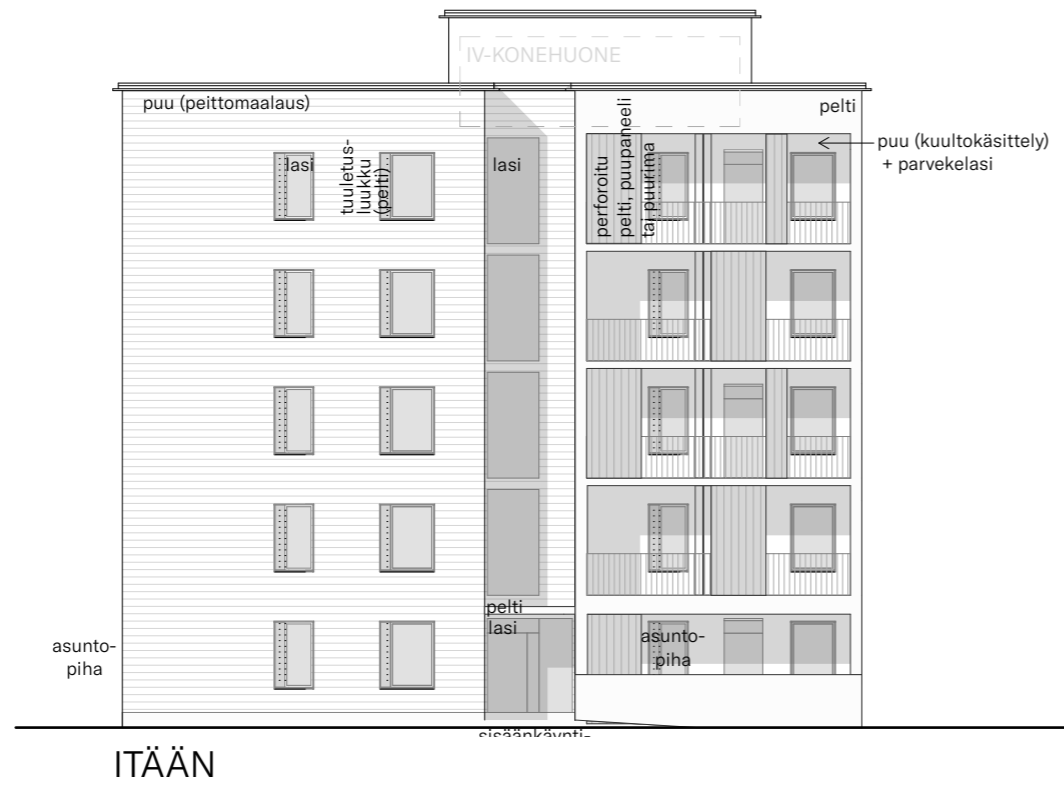 IV-KONEHUONE
puu (peittomaalaus)
pelti
lasi
tuuletus-
luukku
(pelti)
lasi
perforoitu
pelti, puupaneeli
tai puurima
puu (kuultokäsittely)
+ parvekelasi
pelti
lasi
asunto-
piha
asunto-
piha
sisäänkäynti-
ITÄÄN